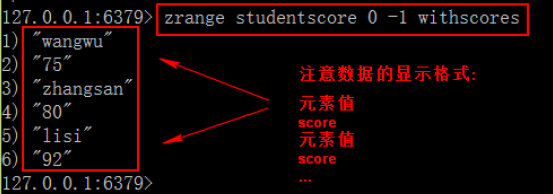 127.0.0.1:6379> zrange studentscore 0 -1 withscores
1) "wangwu"
2) "75"
3) "zhangsan"
4) "80"
5) "lisi"
6) "92"
127.0.0.1:6379>
注意数据的显示格式:
元素值
score
元素值
score
...